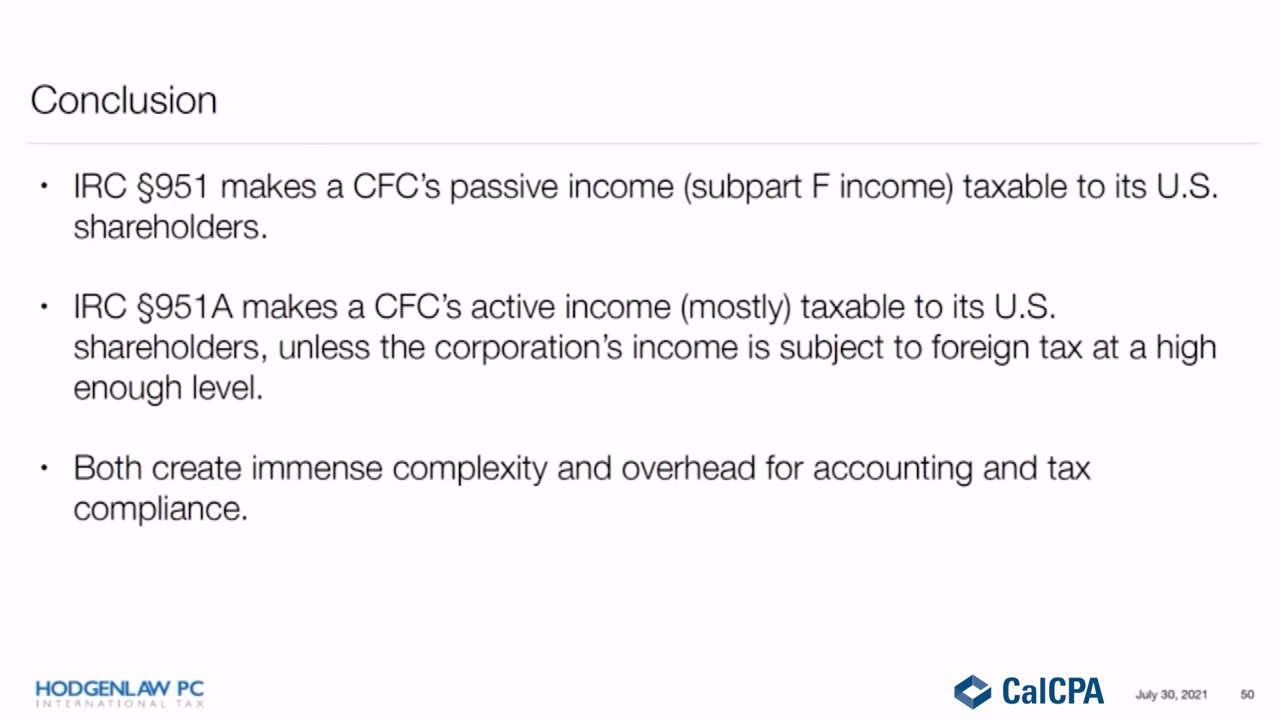 Conclusion
• IRC §951 makes a CFC’s passive income (subpart F income) taxable to its U.S.
shareholders.
• IRC §951A makes a CFC’s active income (mostly) taxable to its U.S.
shareholders, unless the corporation’s income is subject to foreign tax at a high
enough level.
• Both create immense complexity and overhead for accounting and tax
compliance.
HODGENLAW PC
INTERNATIONAL TAX
CalCPA
July 30, 2021
50